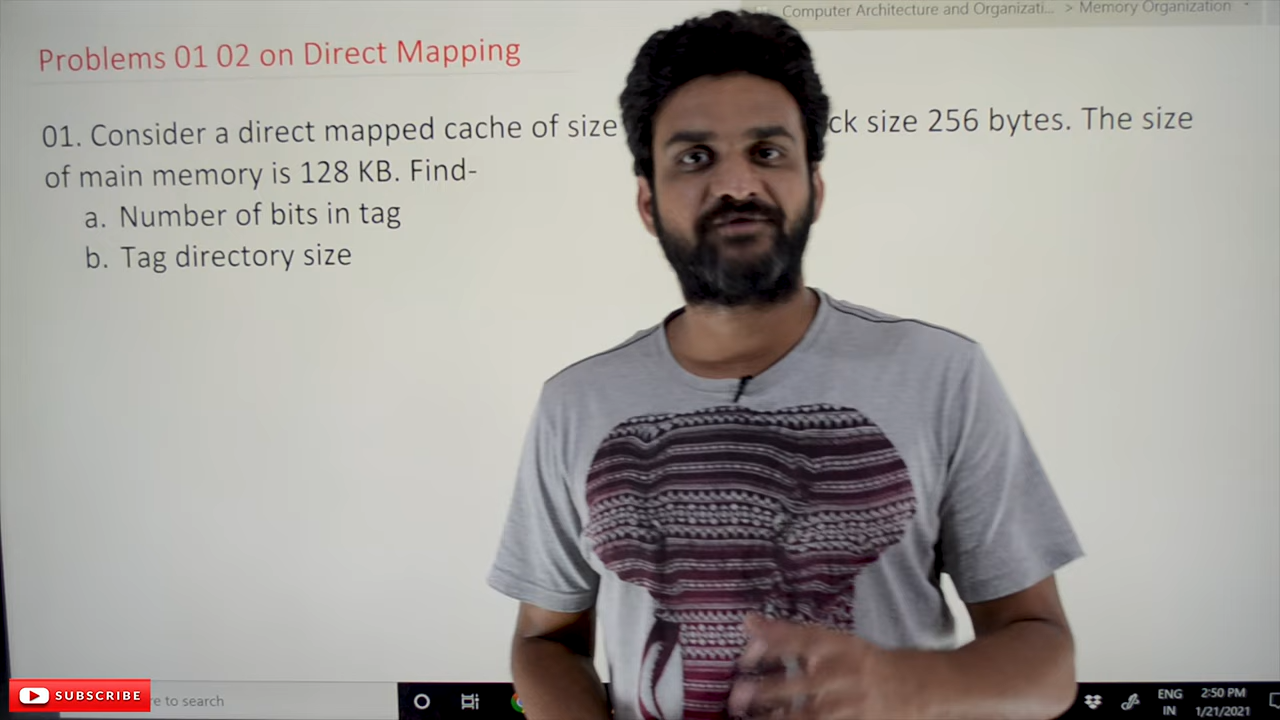 Computer Architecture and Organizati... > Memory Organization
Problems 01 02 on Direct Mapping
01. Consider a direct mapped cache of size ck size 256 bytes. The size
of main memory is 128 KB. Find-
a. Number of bits in tag
b. Tag directory size
SUBSCRIBE
e to search
ENG
IN
2:50 PM
1/21/2021